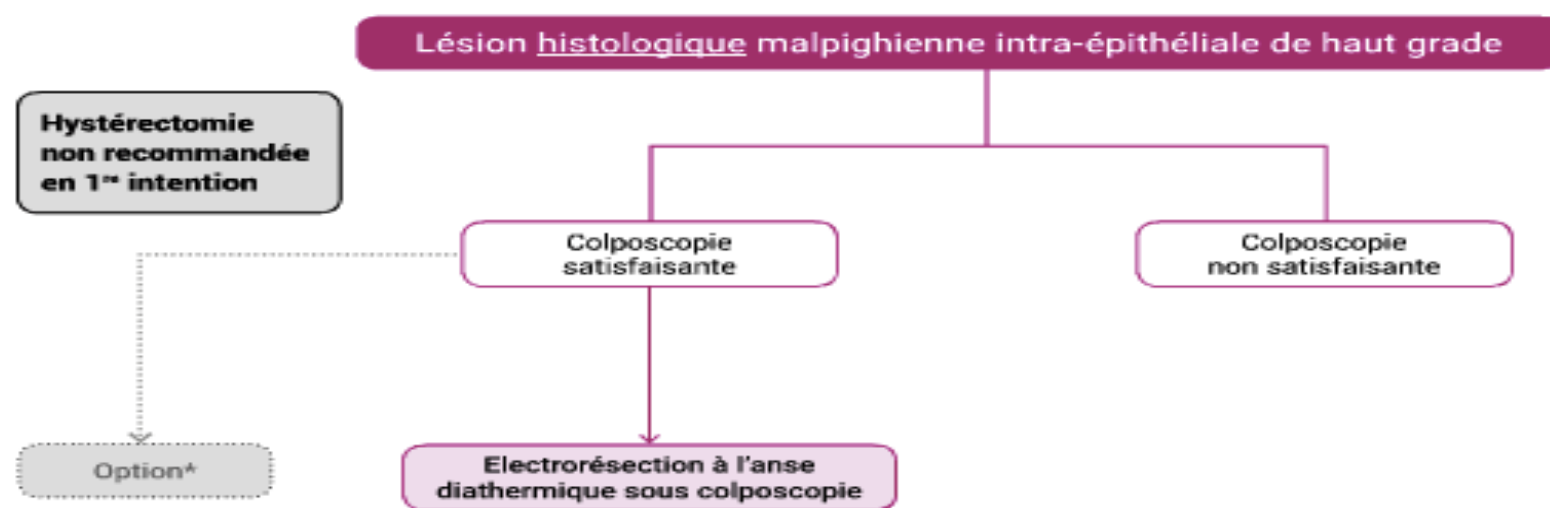 Lésion histologique malpighienne intra-épithéliale de haut grade
Hystérectomie
non recommandée
en 1re intention
Colposcopie
satisfaisante
Colposcopie
non satisfaisante
Option*
Electrorésection à l'anse
diathermique sous colposcopie